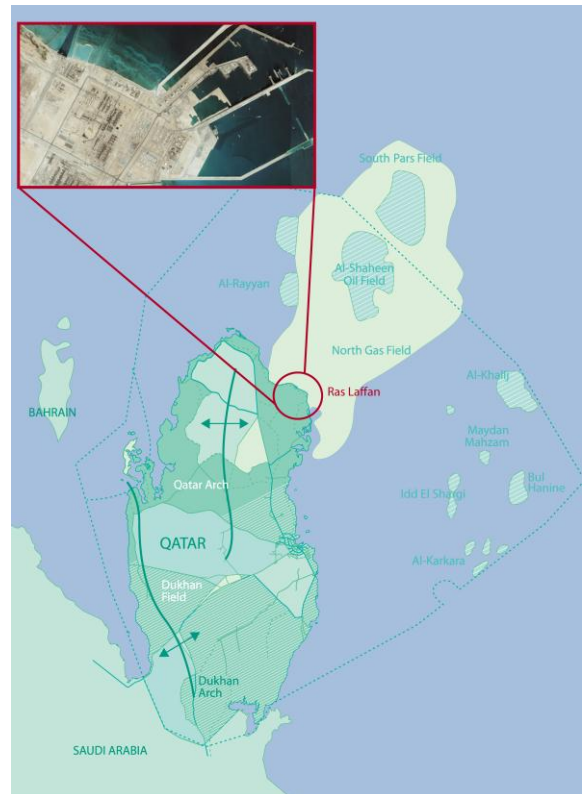 South Pars Field
Al-Shaheen
Oil Field
Al-Rayyan
North Gas Field
Al-Khalij
Ras Laffan
BAHRAIN
Maydan
Mahzam
Qatar Arch
Idd El Shargi
Bul
Hanine
QATAR
Al-Karkara
Dukhan
Field
Dukhan
Arch
SAUDI ARABIA